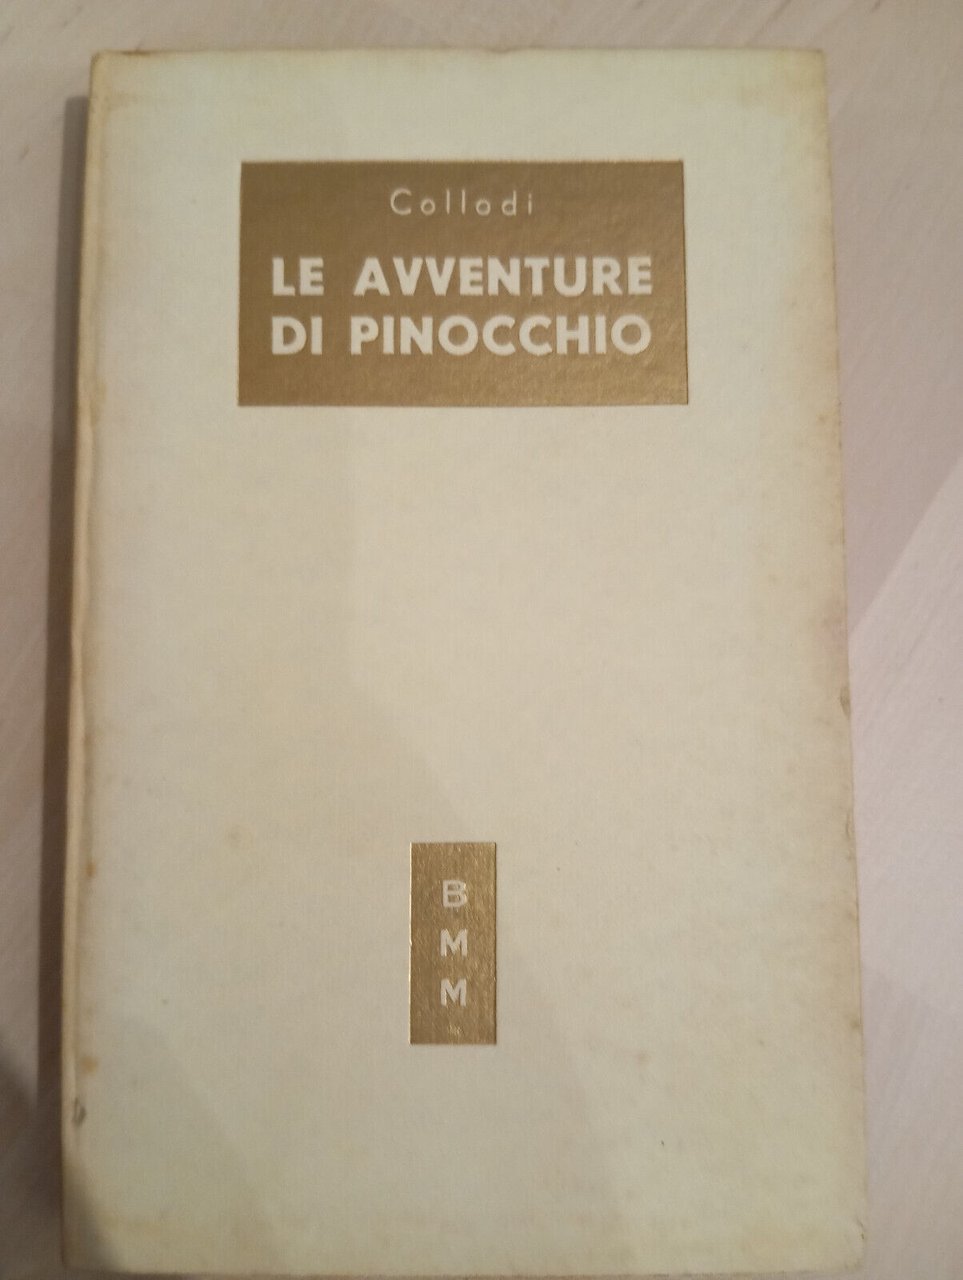 Collodi
LE AVVENTURE
DI PINOCCHIO
B
M
M